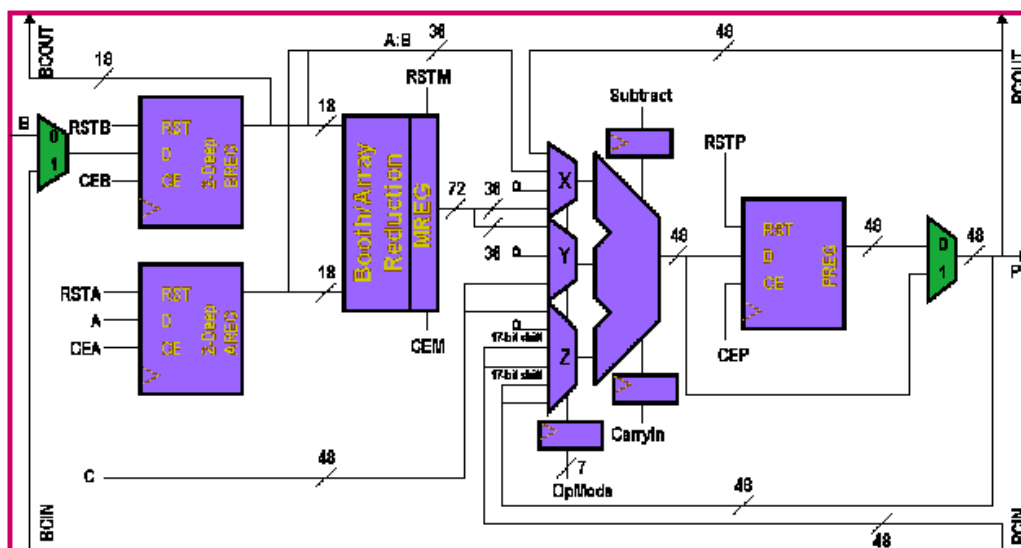 BCOUT
18
A:B
36
RSTM
48
BCOUT
Subtract
B
0
1
RSTB
CEB
RST
D
CE
2-Deep
BREG
18
Booth/Array
Reduction
MREG
72
36
0
X
RSTP
36
0
Y
48
RST
D
CE
PREG
48
0
1
48
P
RSTA
A
CEA
RST
D
CE
2-Deep
AREG
18
CEM
0
17-bit shift
Z
17-bit shift
CEP
CarryIn
C
48
7
OpMode
48
BCIN
48
BCIN